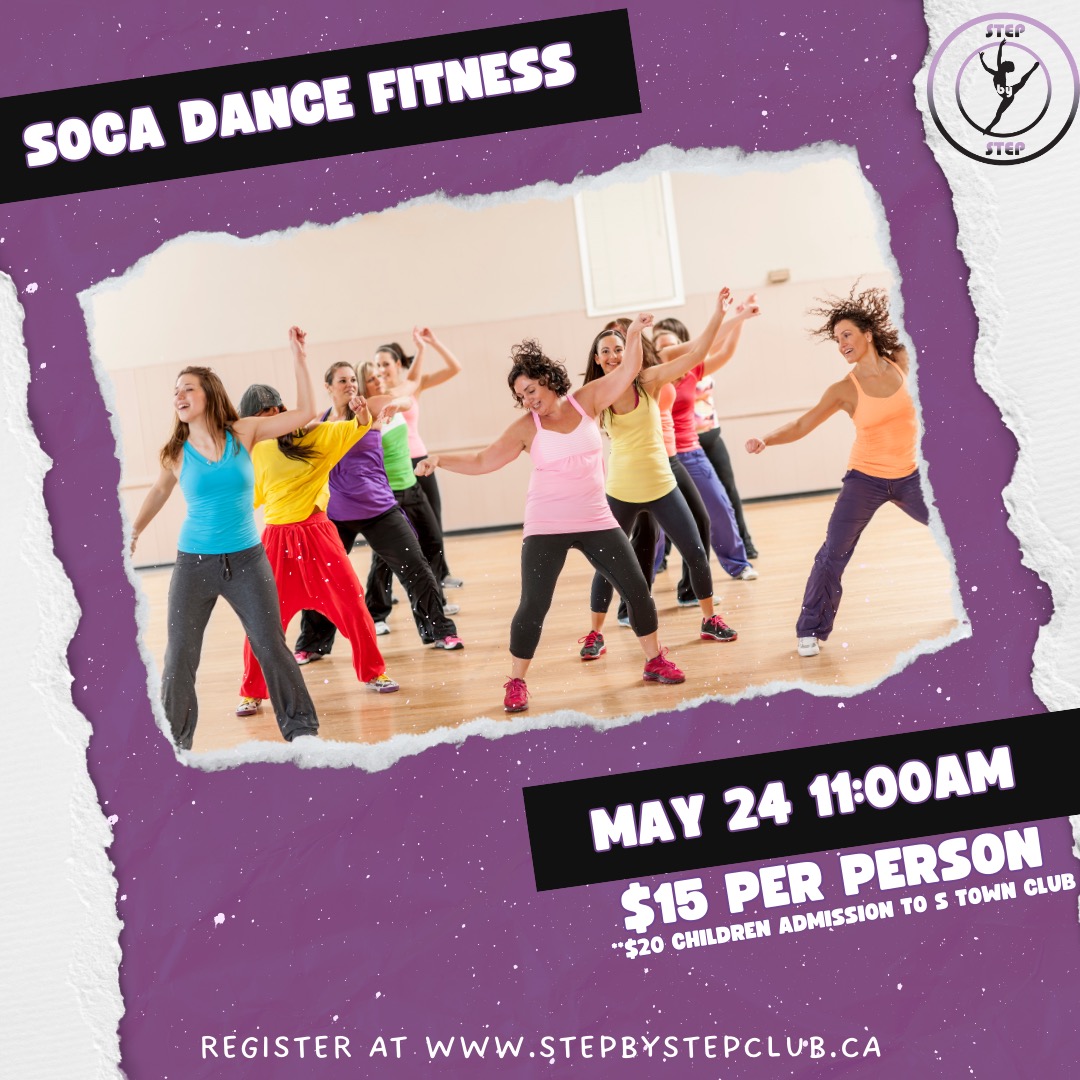 SOCA DANCE FITNESS
STEP
by
STEP
MAY 24 11:00AM
$15 PER PERSON
**$20 CHILDREN ADMISSION TO S TOWN CLUB
REGISTER AT WWW.STEPBYSTEPCLUB.CA